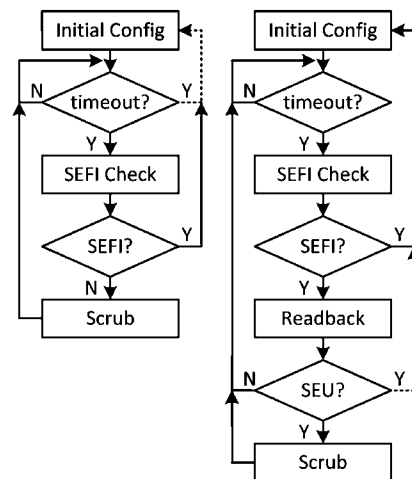 Initial Config
N
timeout?
Y
Y
SEFI Check
SEFI?
Y
N
Scrub
Initial Config
N
timeout?
Y
Y
SEFI Check
SEFI?
Y
Y
Readback
N
SEU?
Y
Y
Scrub